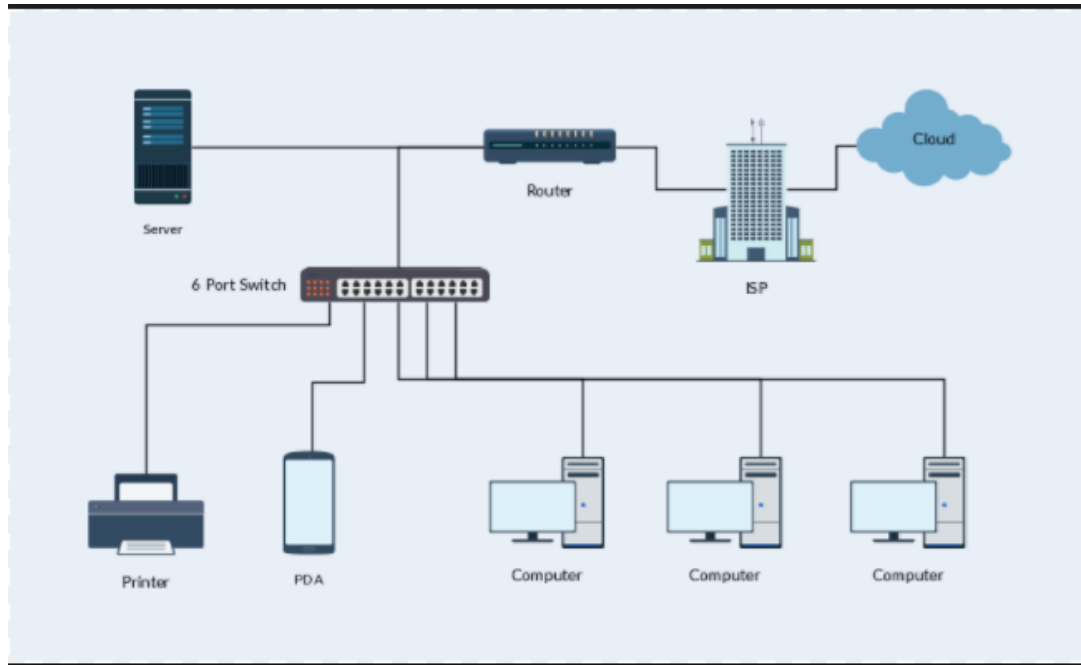 Cloud
Router
Server
6 Port Switch
ISP
Printer
PDA
Computer
Computer
Computer